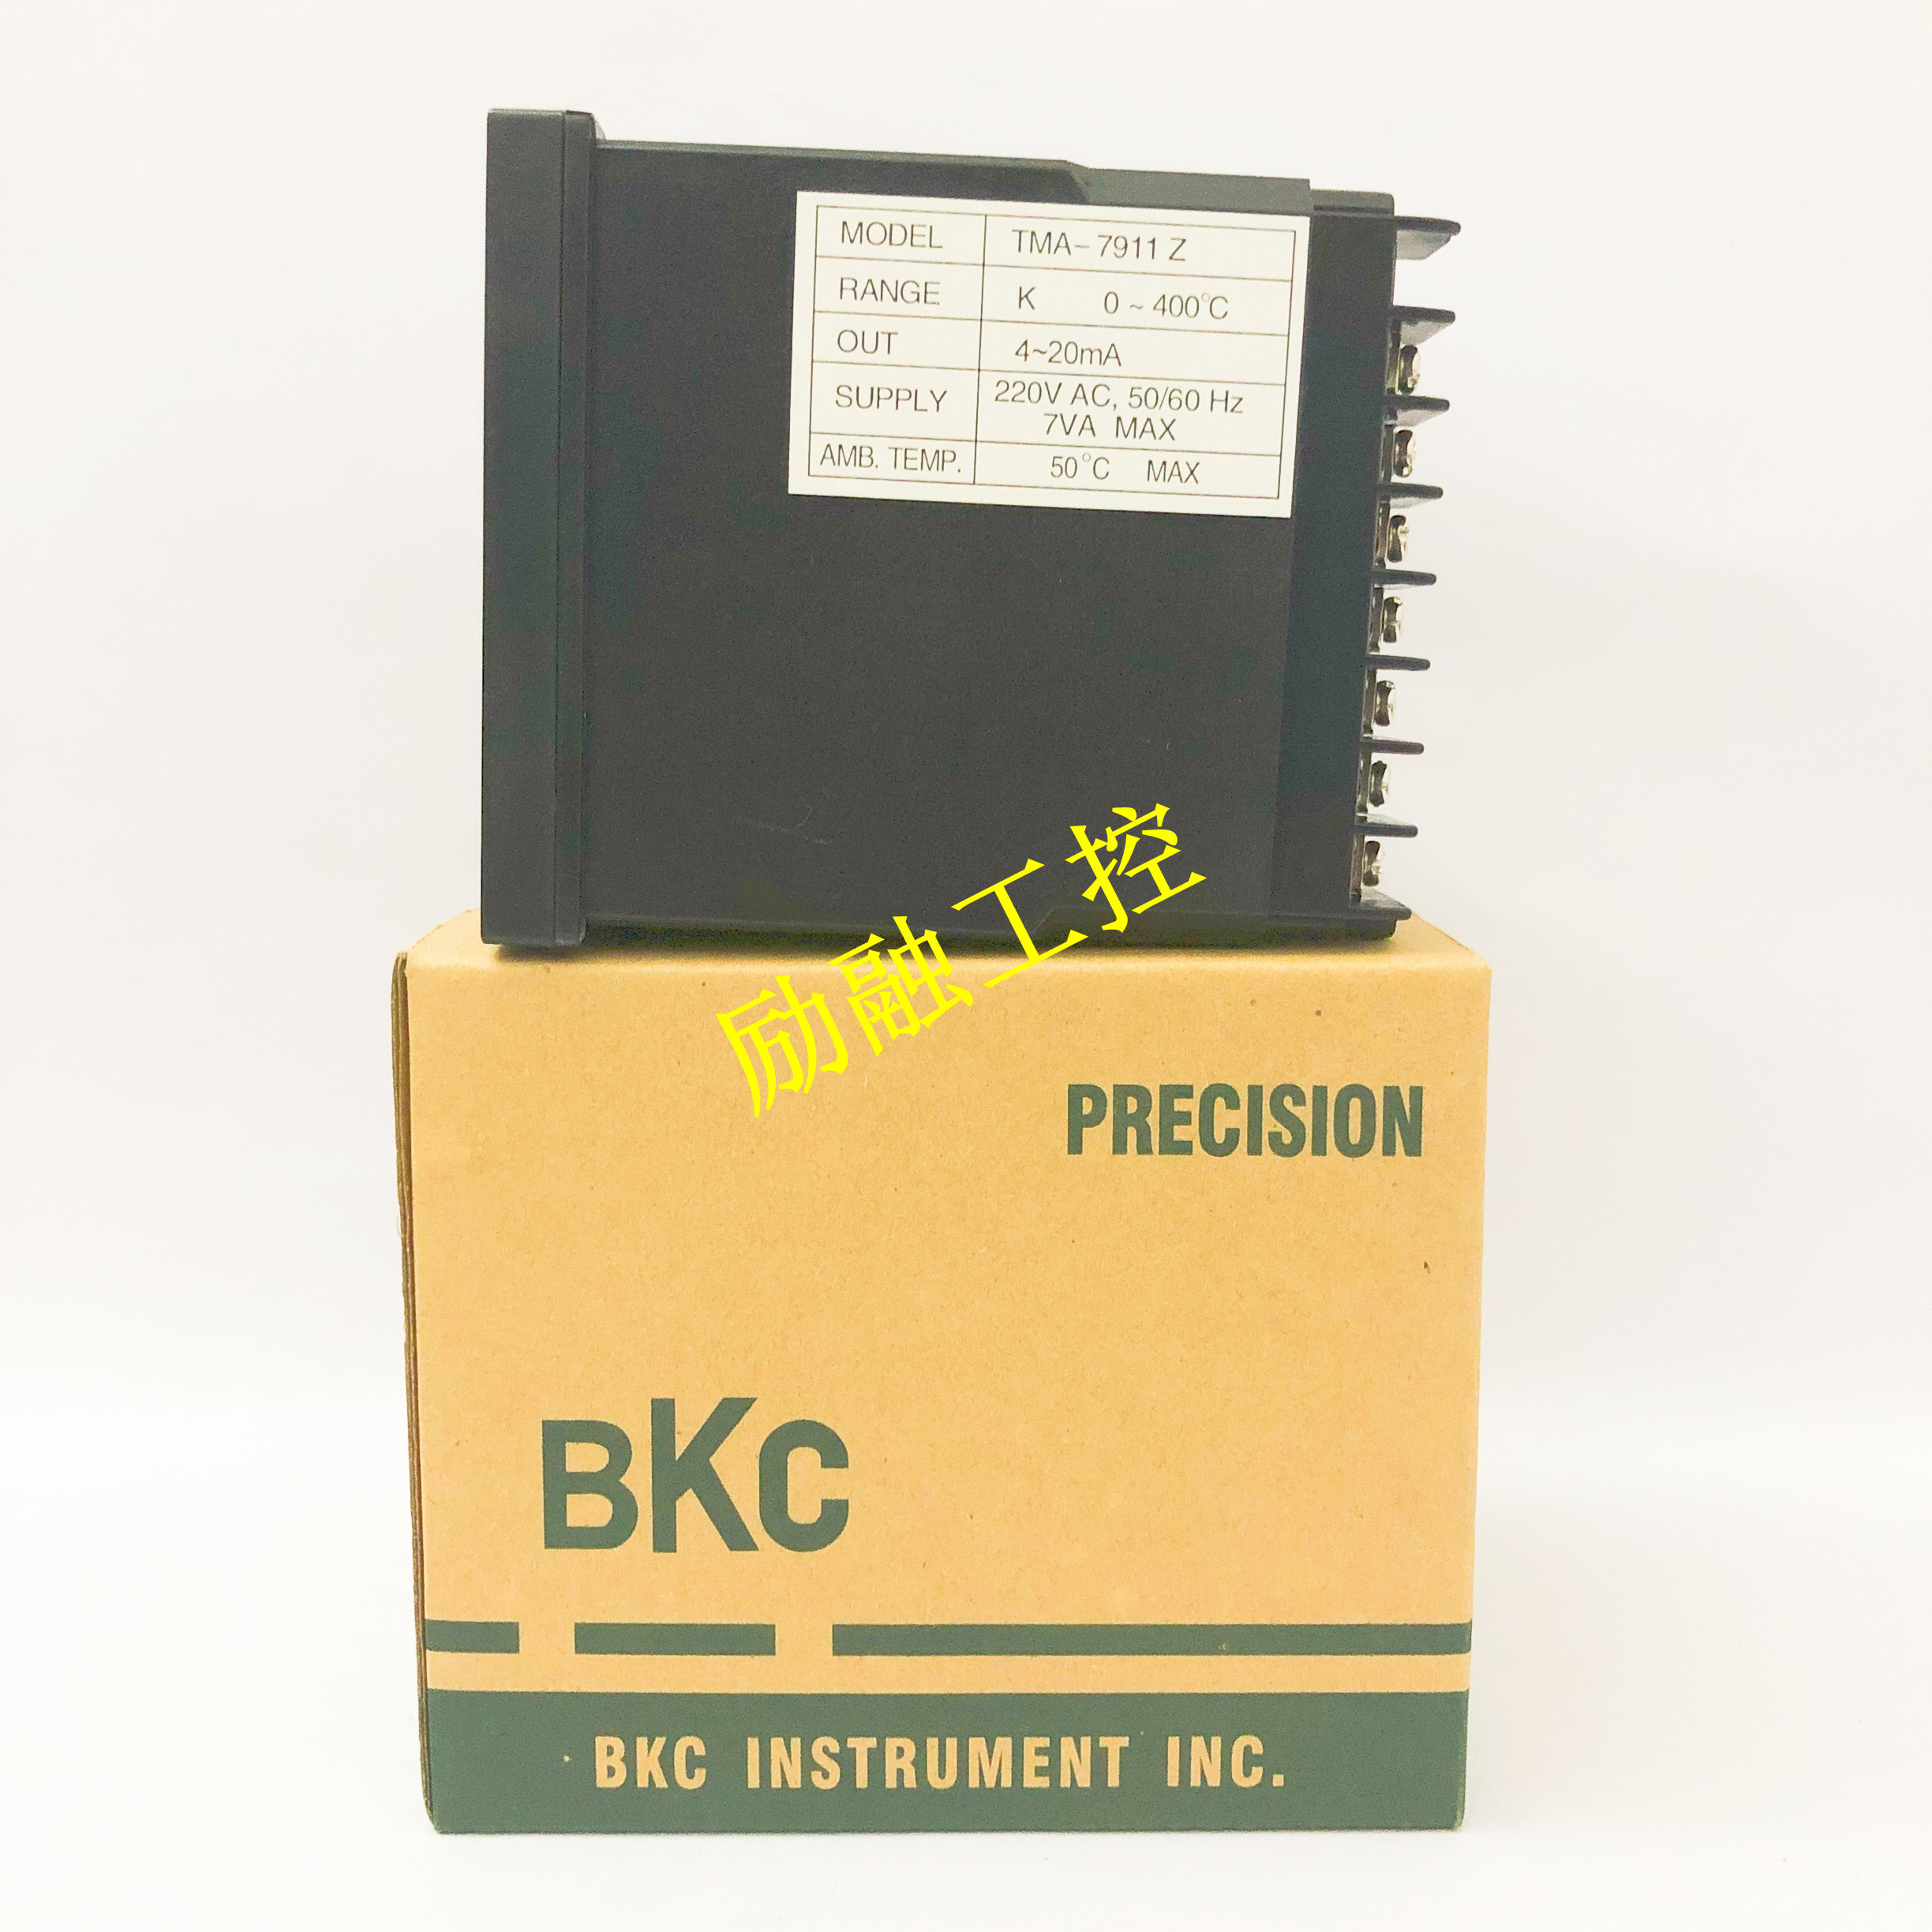 MODEL TMA-7911 Z
RANGE K 0~400°C
OUT 4~20mA
SUPPLY 220V AC, 50/60 Hz
7VA MAX
AMB. TEMP. 50°C MAX
励融工控
PRECISION
BKC
BKC INSTRUMENT INC.